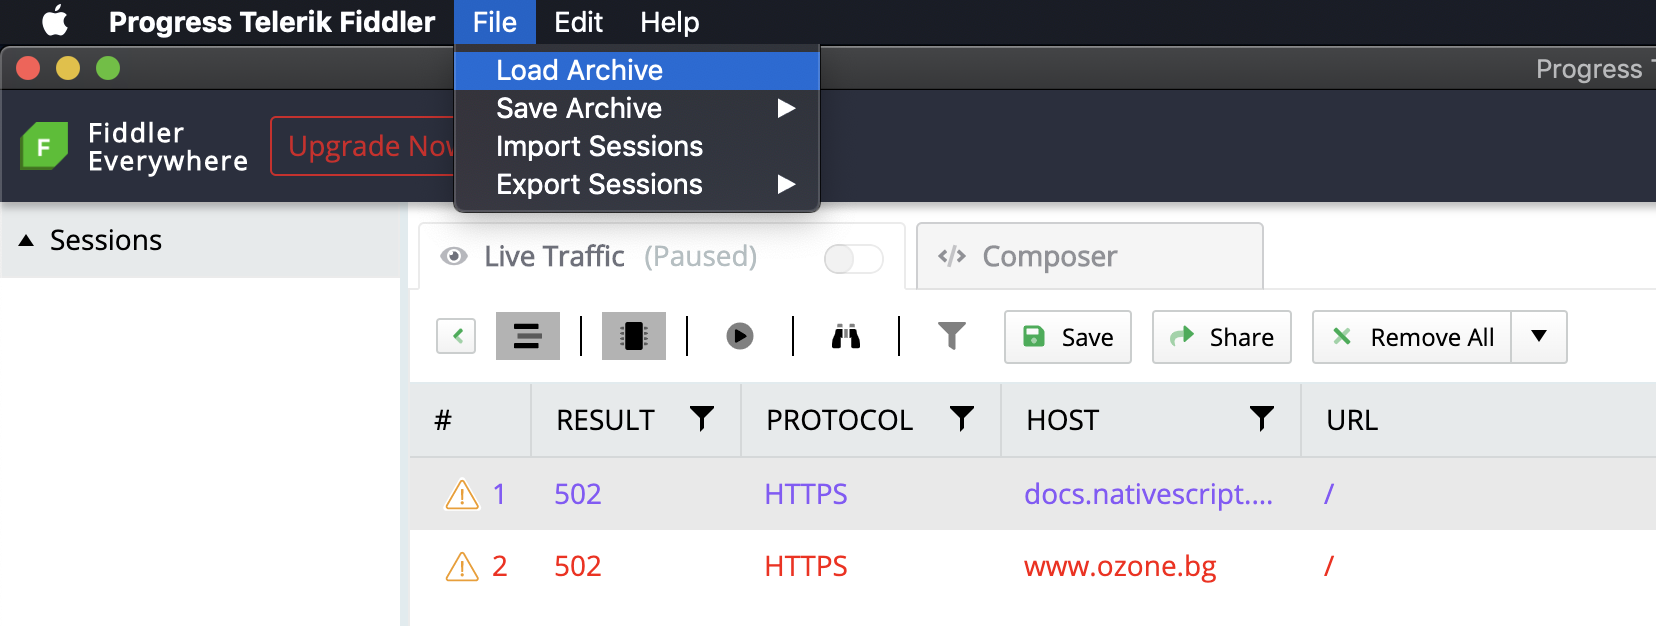 Progress Telerik Fiddler File Edit Help
Progress
Load Archive
Save Archive
Import Sessions
Export Sessions
F
Fiddler
Everywhere
Upgrade Now
Sessions
Live Traffic (Paused)
</> Composer
Save Share Remove All
# RESULT PROTOCOL HOST URL
1 502 HTTPS docs.nativescript.... /
2 502 HTTPS www.ozone.bg /